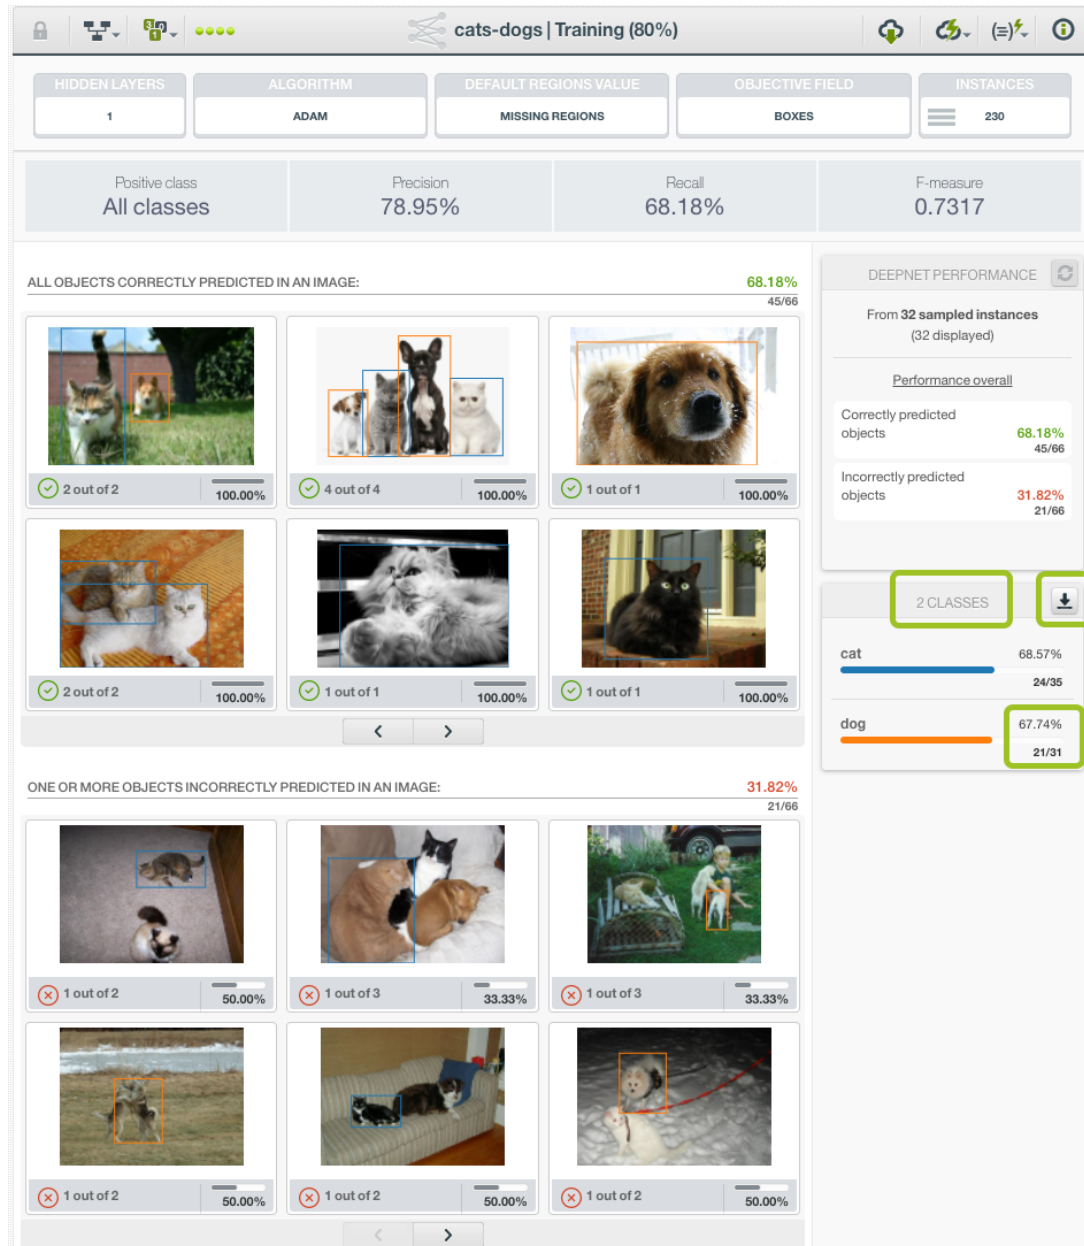 cats-dogs | Training (80%)
HIDDEN LAYERS
1
ALGORITHM
ADAM
DEFAULT REGIONS VALUE
MISSING REGIONS
OBJECTIVE FIELD
BOXES
INSTANCES
230
Positive class
All classes
Precision
78.95%
Recall
68.18%
F-measure
0.7317
ALL OBJECTS CORRECTLY PREDICTED IN AN IMAGE:
68.18%
45/66
2 out of 2
100.00%
4 out of 4
100.00%
1 out of 1
100.00%
2 out of 2
100.00%
1 out of 1
100.00%
1 out of 1
100.00%
ONE OR MORE OBJECTS INCORRECTLY PREDICTED IN AN IMAGE:
31.82%
21/66
1 out of 2
50.00%
1 out of 3
33.33%
1 out of 3
33.33%
1 out of 2
50.00%
1 out of 2
50.00%
1 out of 2
50.00%
DEEPNET PERFORMANCE
From 32 sampled instances
(32 displayed)
Performance overall
Correctly predicted
objects
68.18%
45/66
Incorrectly predicted
objects
31.82%
21/66
2 CLASSES
cat
68.57%
24/35
dog
67.74%
21/31